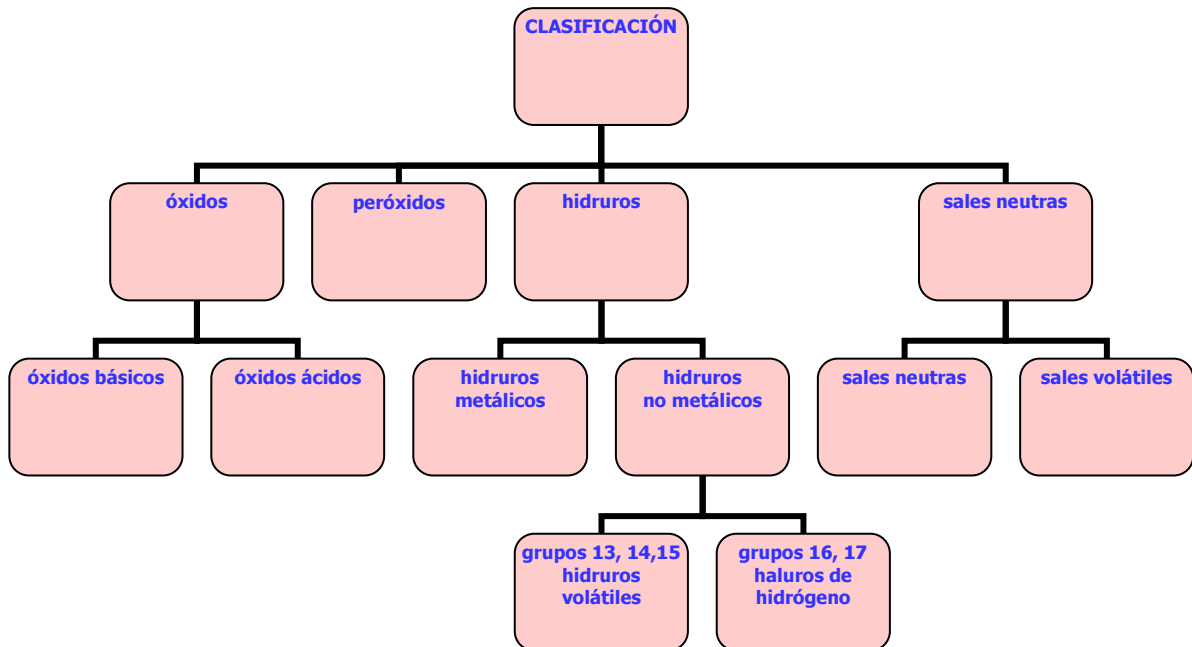 CLASIFICACIÓN
óxidos
peróxidos
hidruros
sales neutras
óxidos básicos
óxidos ácidos
hidruros
metálicos
hidruros
no metálicos
sales neutras
sales volátiles
grupos 13, 14,15
hidruros
volátiles
grupos 16, 17
haluros de
hidrógeno